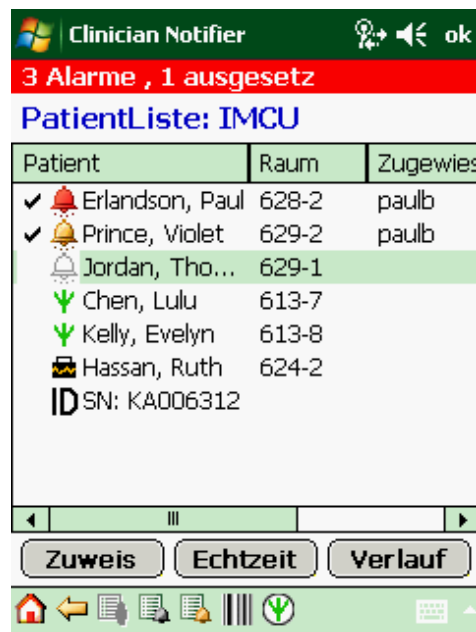 Clinician Notifier ok
3 Alarme , 1 ausgesetz
PatientListe: IMCU
Patient Raum Zugewies
Erlandson, Paul 628-2 paulb
Prince, Violet 629-2 paulb
Jordan, Tho... 629-1
Chen, Lulu 613-7
Kelly, Evelyn 613-8
Hassan, Ruth 624-2
ID SN: KA006312
Zuweis Echtzeit Verlauf